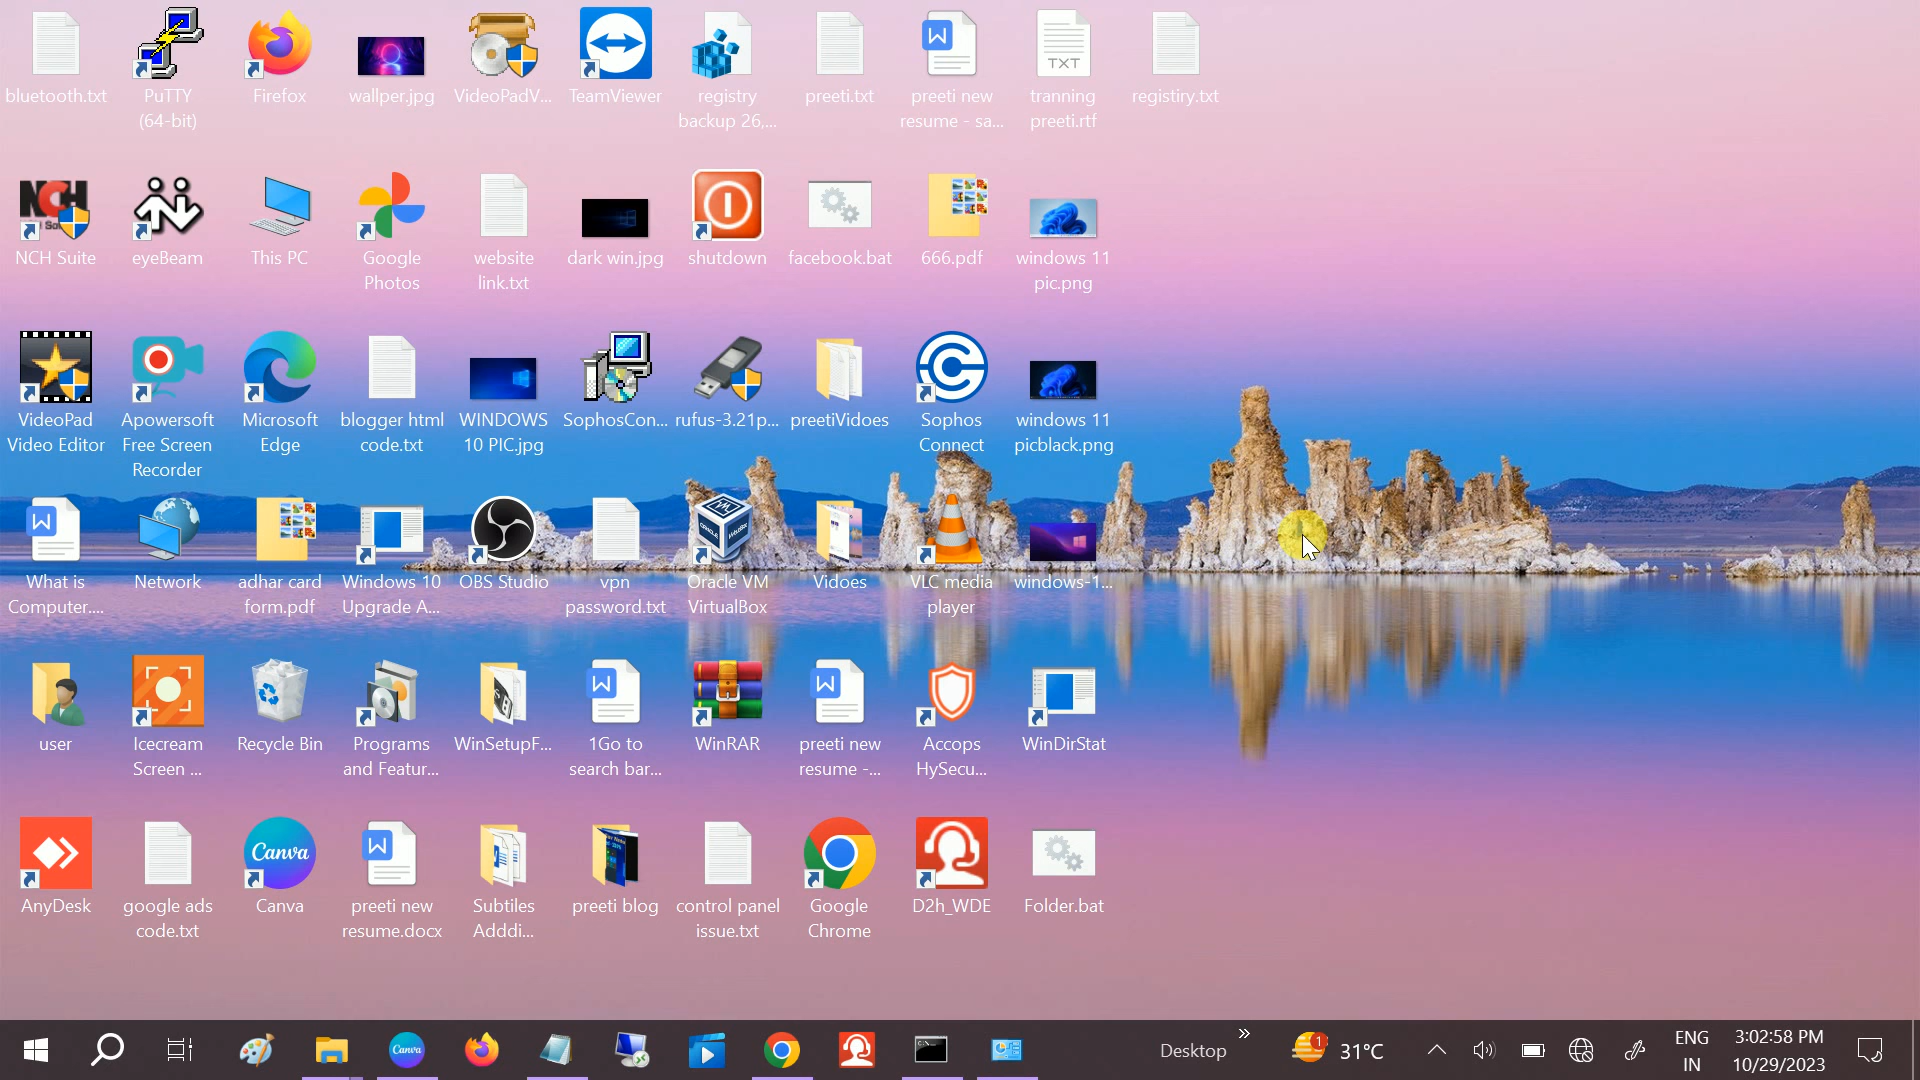 bluetooth.txt
PuTTY
(64-bit)
Firefox
wallper.jpg
VideoPadV...
TeamViewer
registry
backup 26,...
preeti.txt
preeti new
resume - sa...
TXT
tranning
preeti.rtf
registiry.txt
NCH
NCH Suite
eyeBeam
This PC
Google
Photos
website
link.txt
dark win.jpg
shutdown
facebook.bat
666.pdf
windows 11
pic.png
VideoPad
Video Editor
Apowersoft
Free Screen
Recorder
Microsoft
Edge
blogger html
code.txt
WINDOWS
10 PIC.jpg
SophosCon...
rufus-3.21p...
preetiVidoes
Sophos
Connect
windows 11
picblack.png
What is
Computer....
Network
adhar card
form.pdf
Windows 10
Upgrade A...
OBS Studio
vpn
password.txt
Oracle VM
VirtualBox
Vidoes
VLC media
player
windows-1...
user
Icecream
Screen ...
Recycle Bin
Programs
and Featur...
WinSetupF...
1Go to
search bar...
WinRAR
preeti new
resume -...
Accops
HySecu...
WinDirStat
AnyDesk
google ads
code.txt
Canva
Canva
preeti new
resume.docx
Subtiles
Adddi...
preeti blog
control panel
issue.txt
Google
Chrome
D2h_WDE
Folder.bat
Canva
Desktop
1
31°C
ENG
IN
3:02:58 PM
10/29/2023